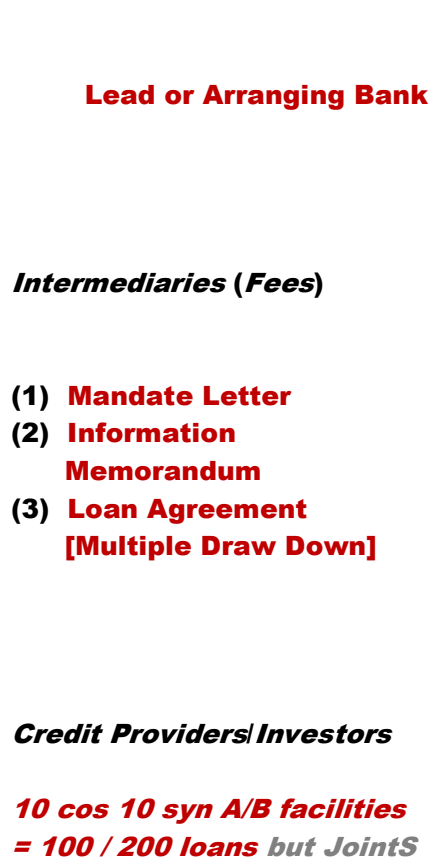 Lead or Arranging Bank
Intermediaries (Fees)
(1) Mandate Letter
(2) Information
Memorandum
(3) Loan Agreement
[Multiple Draw Down]
Credit Providers/Investors
10 cos 10 syn A/B facilities
= 100 / 200 loans but JointS